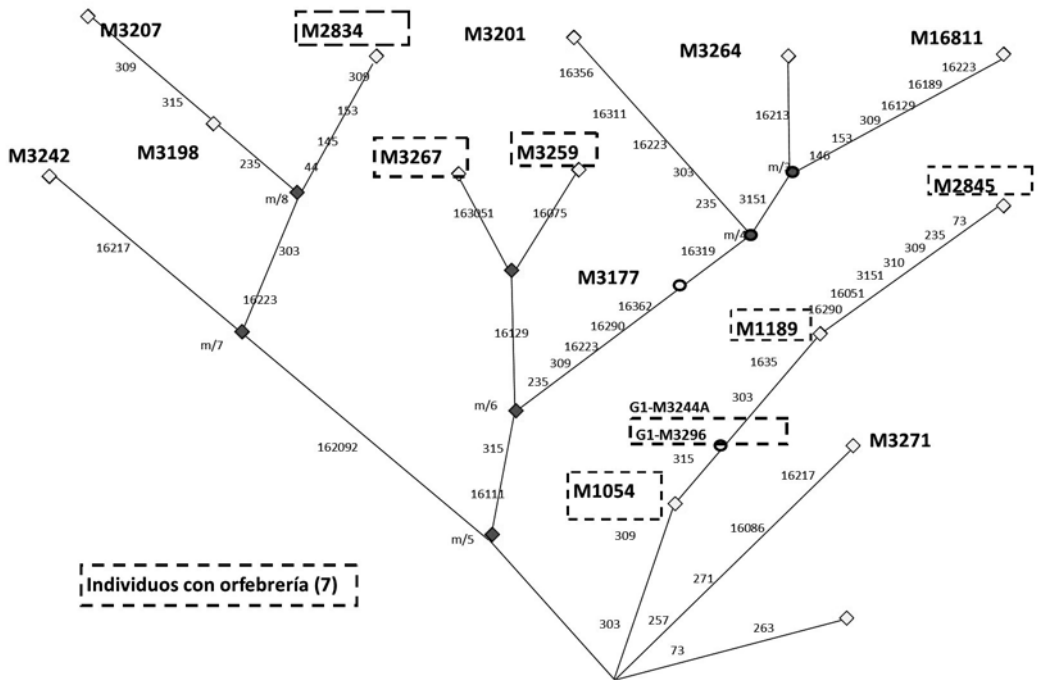 M3207
M2834
M3201
M3264
M16811
309
309
16356
16223
16189
315
153
16311
16213
16129
309
M3242
M3198
145
M3267
M3259
16223
153
235
44
146
m/3
M2845
m/8
163051
16075
303
3151
235
73
16217
303
235
m/4
309
16319
310
M3177
3151
16223
16362
16051
16290
16290
m/7
16129
16223
M1189
309
1635
235
m/6
303
G1-M3244A
162092
315
G1-M3296
M3271
315
16217
16111
M1054
m/5
309
16086
Individuos con orfebrería (7)
271
303
257
263
73